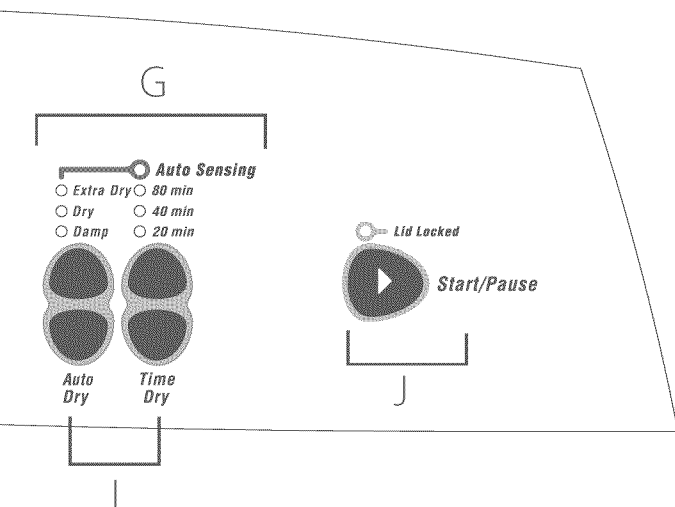 G
Auto Sensing
Extra Dry 80 min
Dry 40 min
Damp 20 min
Lid Locked
Start/Pause
Auto Dry
Time Dry
J
I